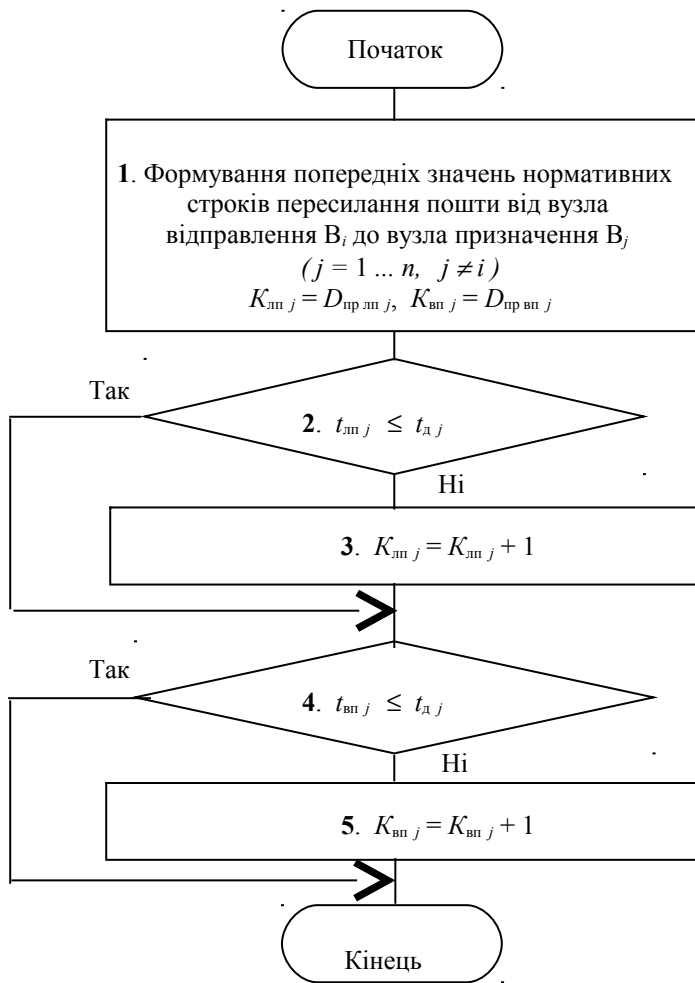 Початок
1. Формування попередніх значень нормативних
строків пересилання пошти від вузла
відправлення Bi до вузла призначення Bj
( j = 1 ... n, j ≠ i )
Kлп j = Dпр лп j, Kвп j = Dпр вп j
Так
2. tлп j ≤ tд j
Ні
3. Kлп j = Kлп j + 1
Так
4. tвп j ≤ tд j
Ні
5. Kвп j = Kвп j + 1
Кінець